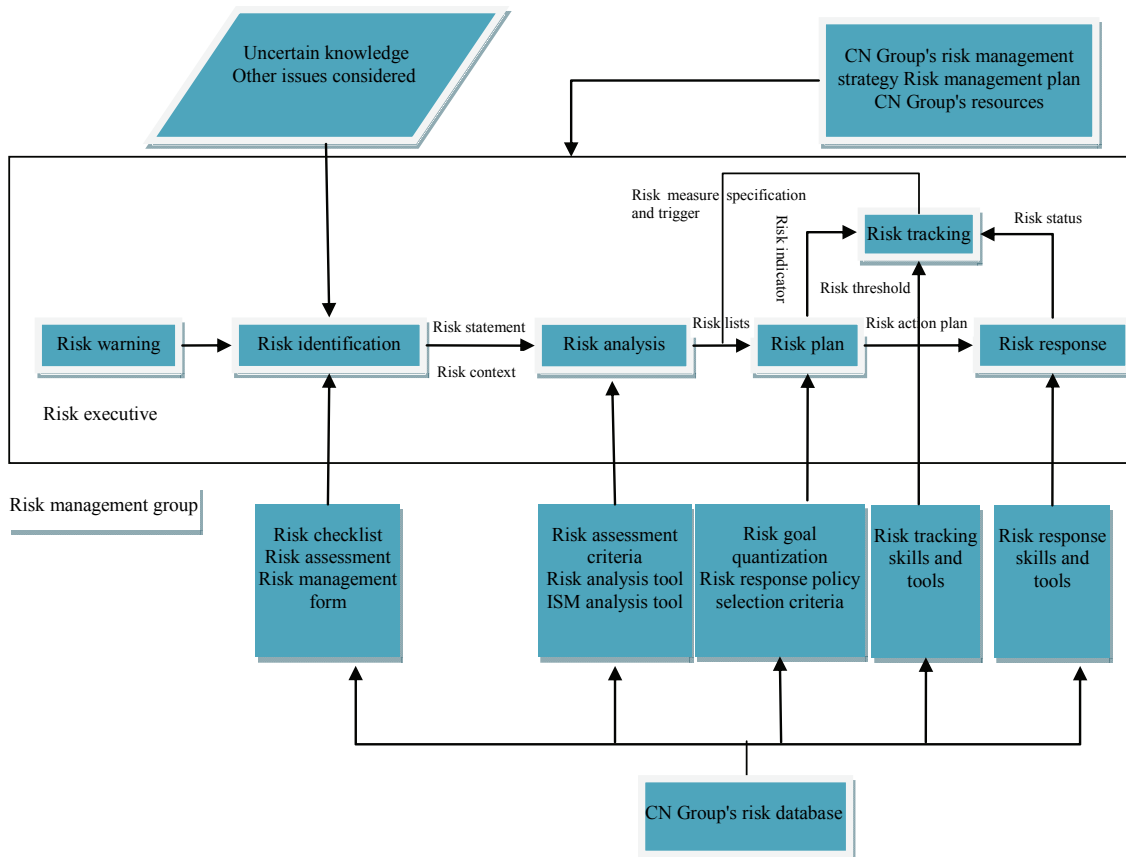 Uncertain knowledge
Other issues considered
CN Group's risk management
strategy Risk management plan
CN Group's resources
Risk measure specification
and trigger
Risk indicator
Risk tracking
Risk status
Risk threshold
Risk warning
Risk identification
Risk statement
Risk context
Risk analysis
Risk lists
Risk plan
Risk action plan
Risk response
Risk executive
Risk management group
Risk checklist
Risk assessment
Risk management
form
Risk assessment
criteria
Risk analysis tool
ISM analysis tool
Risk goal
quantization
Risk response policy
selection criteria
Risk tracking
skills and
tools
Risk response
skills and
tools
CN Group's risk database